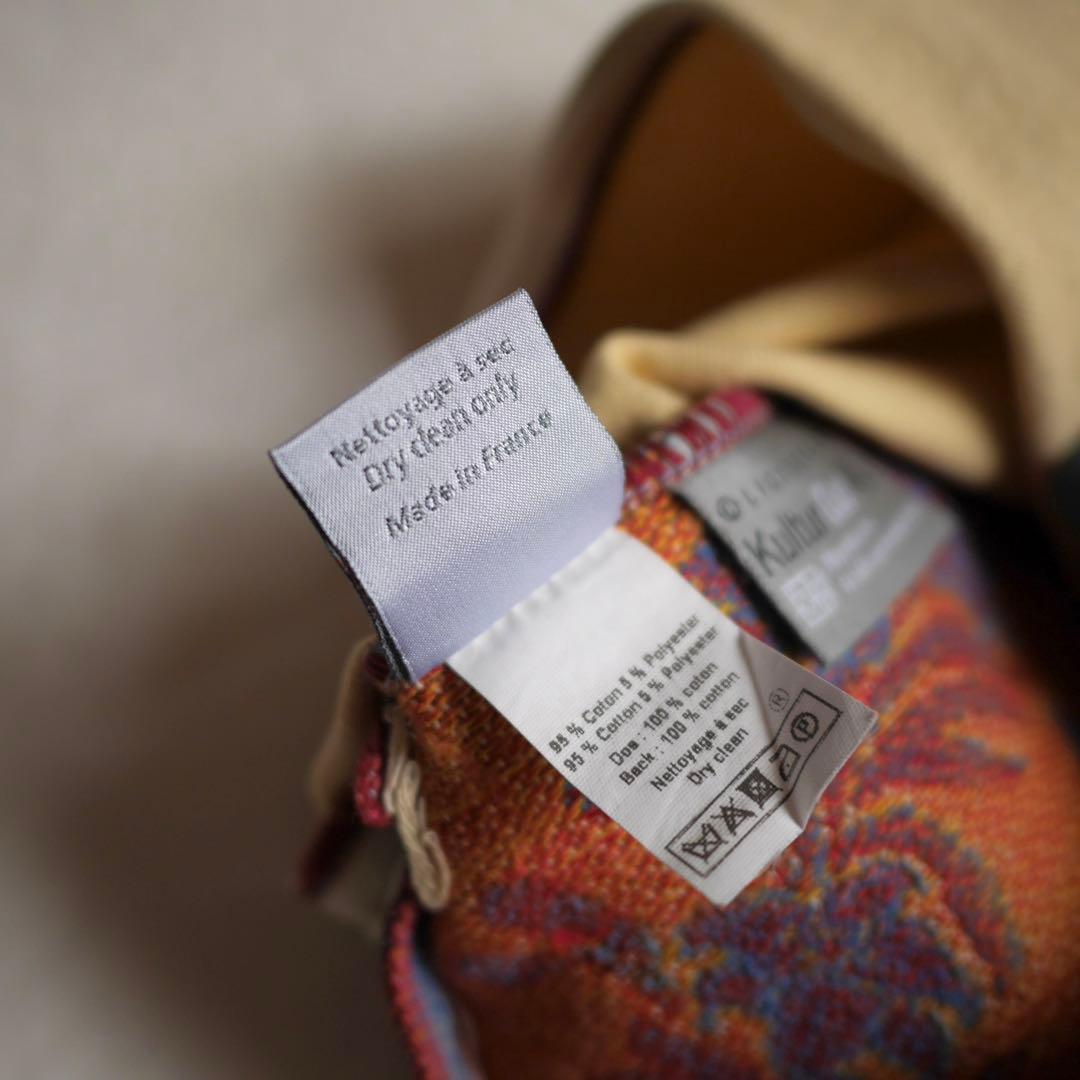 Nettoyage à sec
Dry clean only
Made in France
95 % Coton 5 % Polyester
95 % Cotton 5 % Polyester
Dos : 100 % coton
Back : 100 % cotton
Nettoyage à sec
Dry clean
®
P
©
Kultur